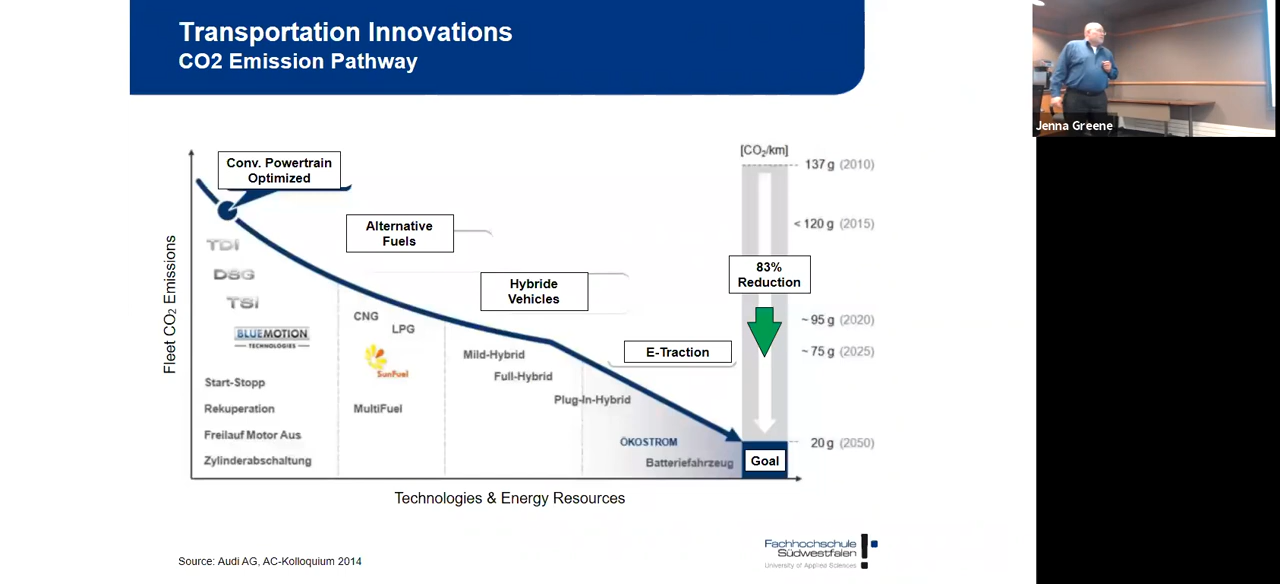 Transportation Innovations
CO2 Emission Pathway
Jenna Greene
[CO₂/km]
137 g (2010)
Conv. Powertrain
Optimized
< 120 g (2015)
Alternative
Fuels
TDI
DSG
TSI
83%
Reduction
Hybride
Vehicles
Fleet CO₂ Emissions
CNG
LPG
~ 95 g (2020)
BLUEMOTION
TECHNOLOGIES
SunFuel
E-Traction
~ 75 g (2025)
Mild-Hybrid
Full-Hybrid
Plug-In-Hybrid
Start-Stopp
Rekuperation
MultiFuel
Freilauf Motor Aus
ÖKOSTROM
20 g (2050)
Zylinderabschaltung
Batteriefahrzeug
Goal
Technologies & Energy Resources
Source: Audi AG, AC-Kolloquium 2014
Fachhochschule
Südwestfalen
University of Applied Sciences